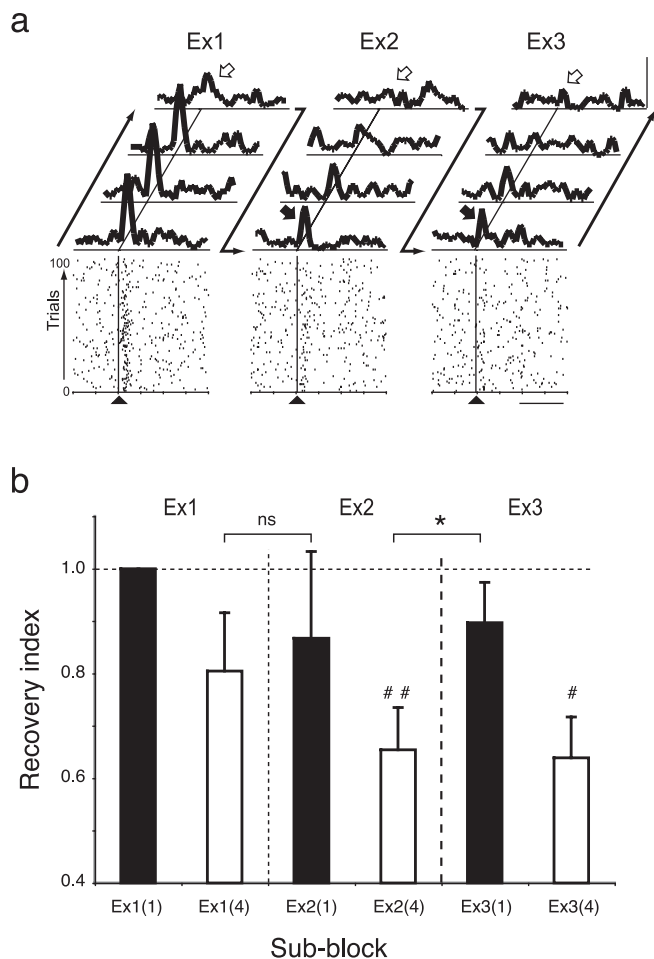 a
Ex1 Ex2 Ex3
100
Trials
0
b
Ex1 Ex2 Ex3
ns
*
1.0
0.8
0.6
0.4
# #
#
Recovery index
Ex1(1) Ex1(4) Ex2(1) Ex2(4) Ex3(1) Ex3(4)
Sub-block